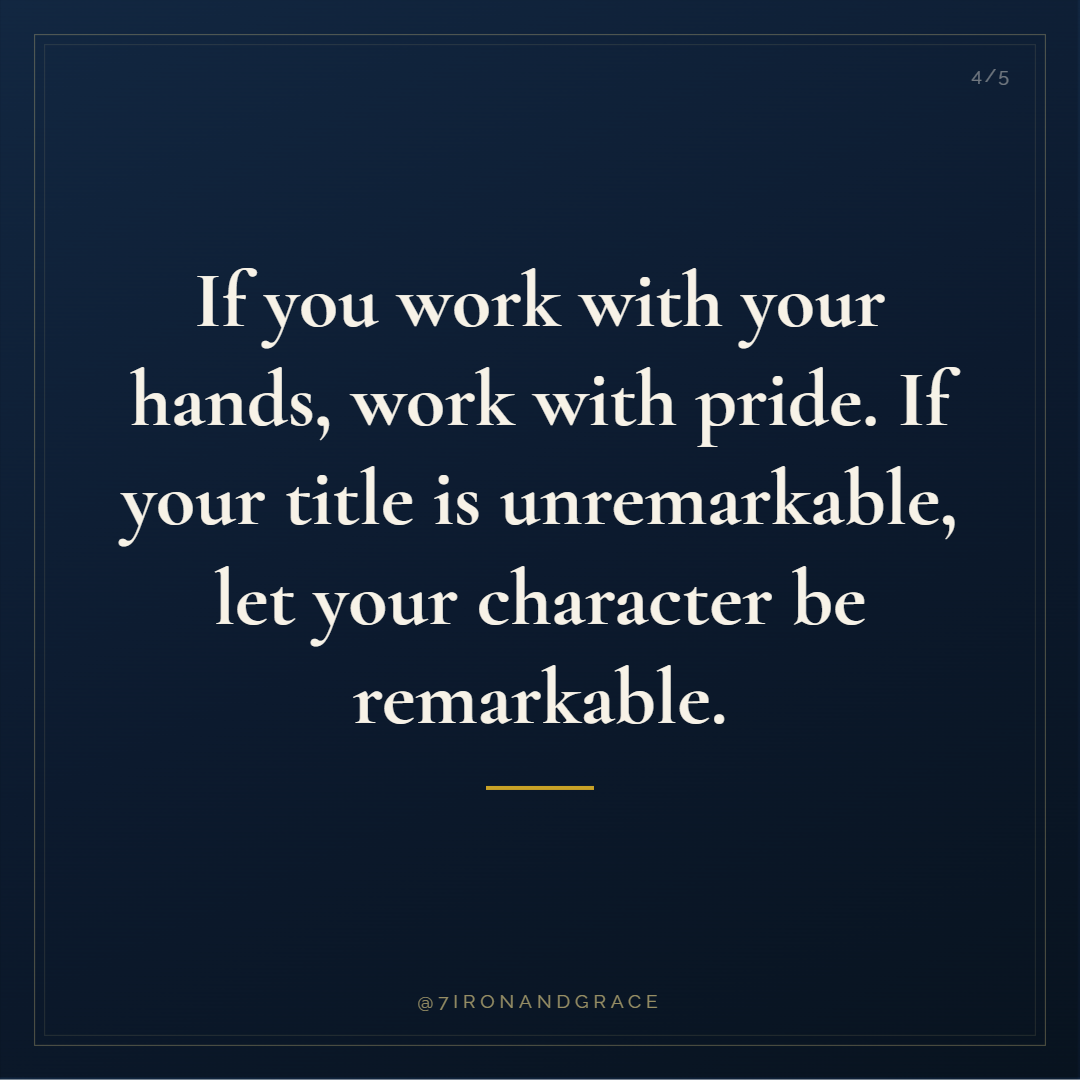 4/5
If you work with your
hands, work with pride. If
your title is unremarkable,
let your character be
remarkable.
@7IRONANDGRACE